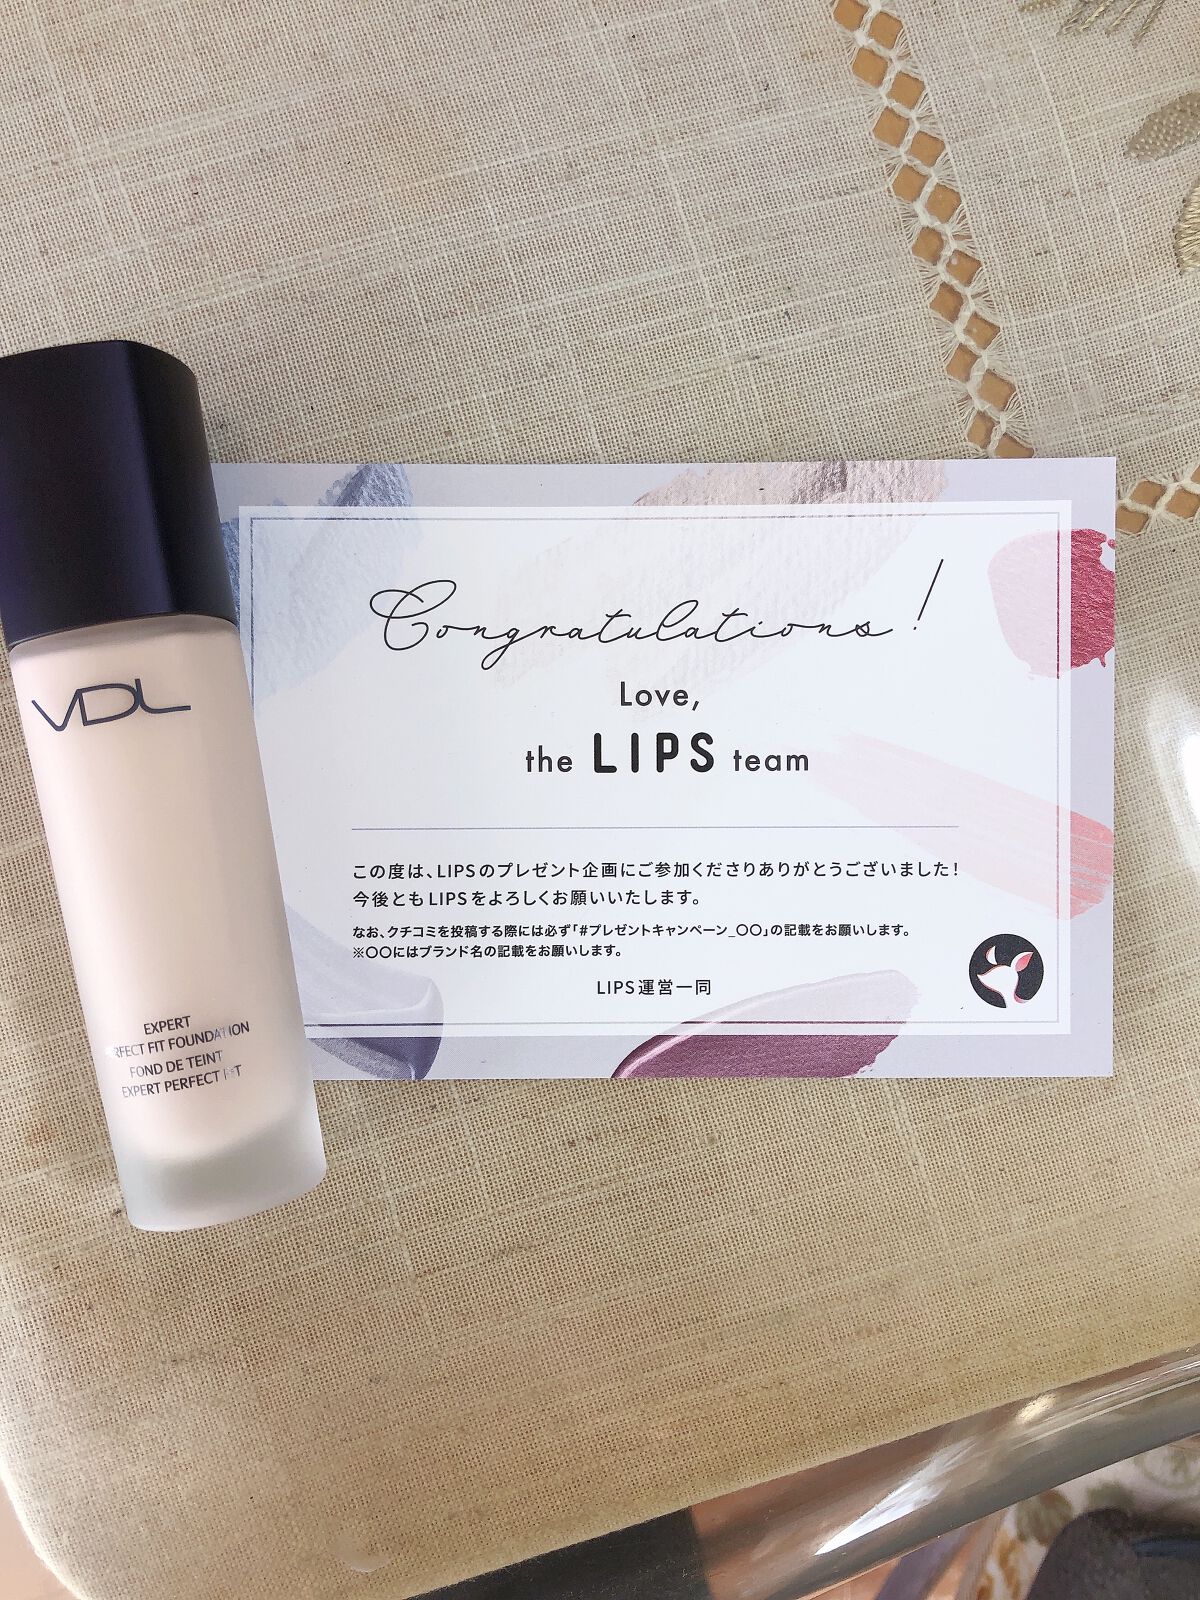 VDL
EXPERT
RFECT FIT FOUNDATION
FOND DE TEINT
EXPERT PERFECT FIT
Congratulations!
Love,
the LIPS team
この度は、LIPSのプレゼント企画にご参加くださりありがとうございました!
今後ともLIPSをよろしくお願いいたします。
なお、クチコミを投稿する際には必ず「#プレゼントキャンペーン_〇〇」の記載をお願いします。
※〇〇にはブランド名の記載をお願いします。
LIPS運営一同